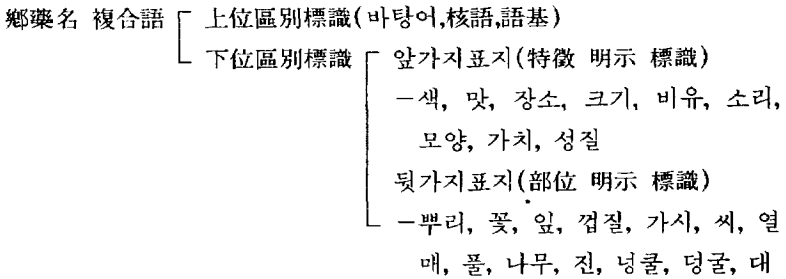 鄕藥名 複合語 上位區別標識(바탕어,核語,語基)
下位區別標識 앞가지표지(特徵 明示 標識)
－색, 맛, 장소, 크기, 비유, 소리,
모양, 가치, 성질
뒷가지표지(部位 明示 標識)
－뿌리, 꽃, 잎, 껍질, 가시, 씨, 열
매, 풀, 나무, 진, 넝쿨, 덩굴, 대